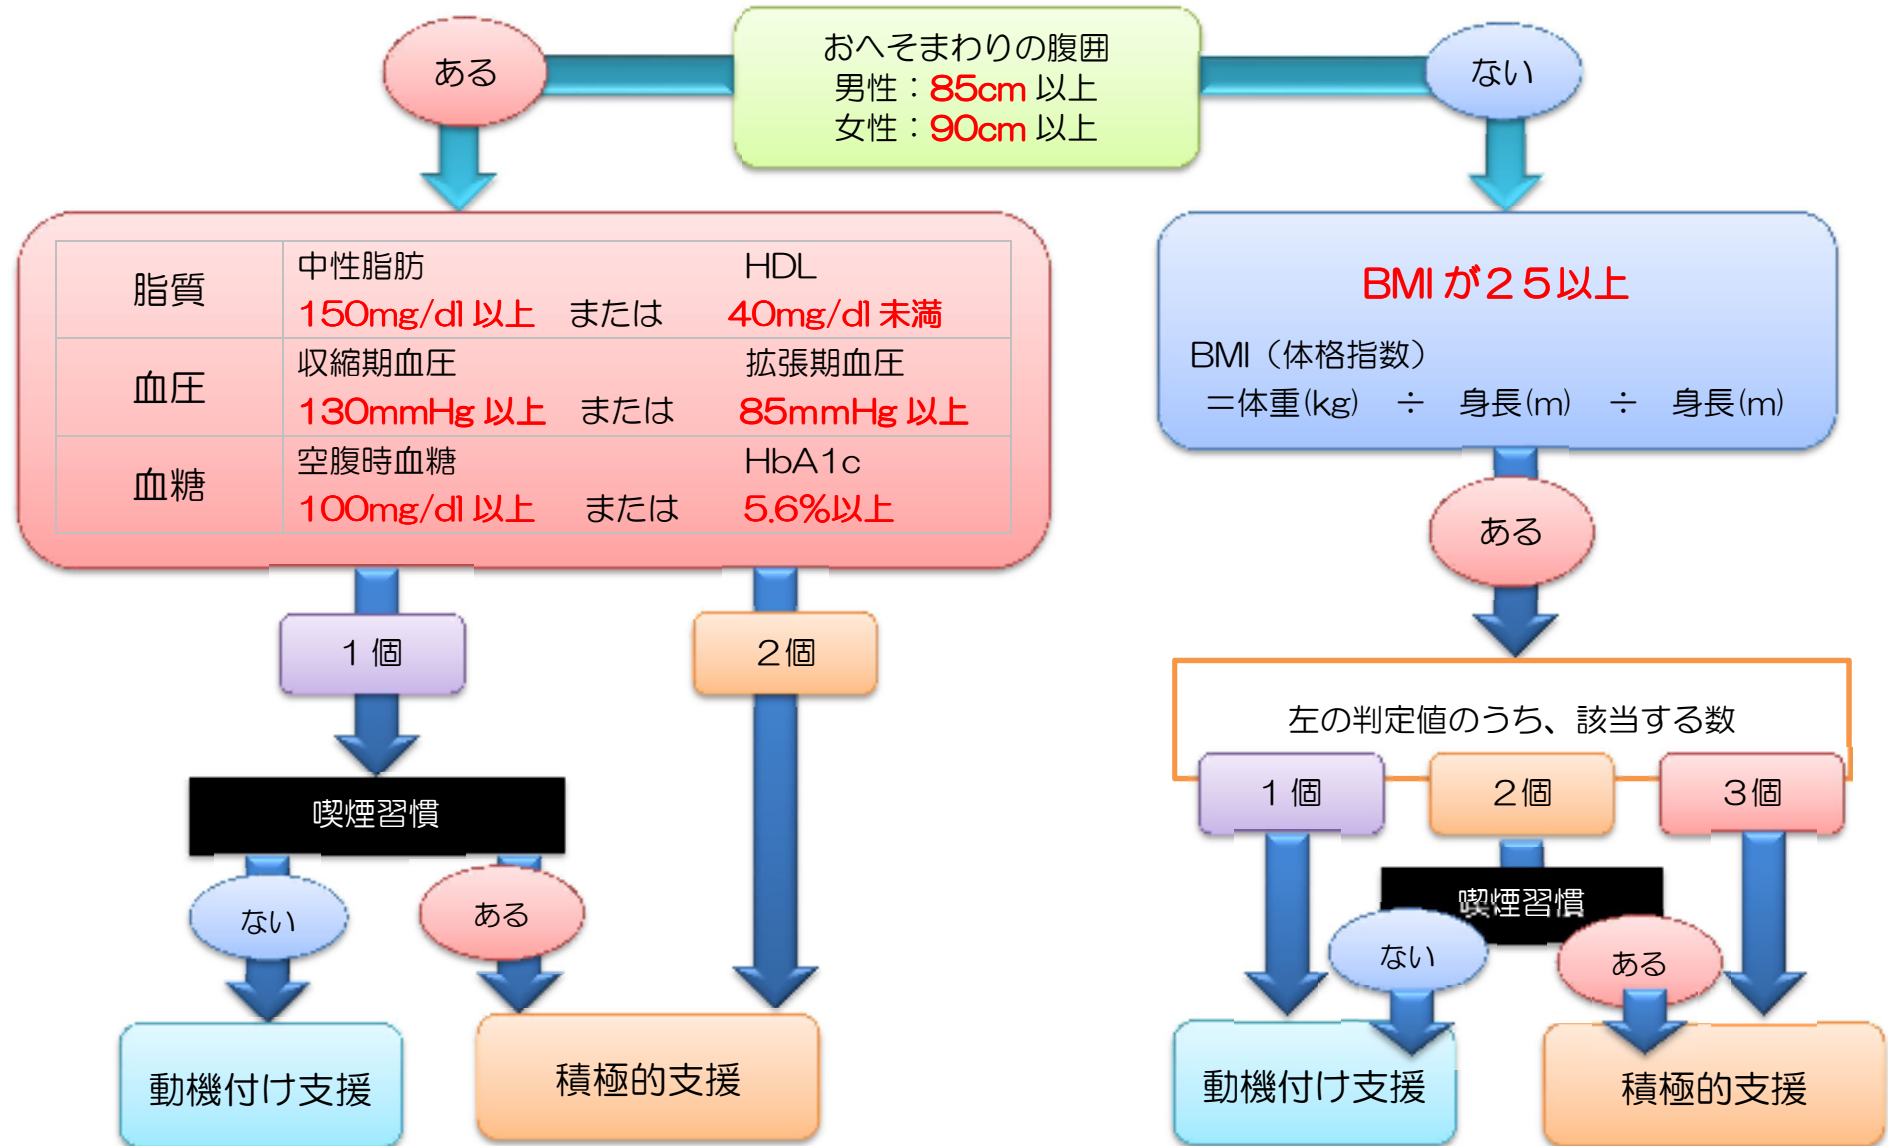 おへそまわりの腹囲
男性：85cm 以上
女性：90cm 以上
ある
ない
脂質
中性脂肪 HDL
150mg/dl 以上 または 40mg/dl 未満
血圧
収縮期血圧 拡張期血圧
130mmHg 以上 または 85mmHg 以上
血糖
空腹時血糖 HbA1c
100mg/dl 以上 または 5.6%以上
1 個
2個
喫煙習慣
ない
ある
動機付け支援
積極的支援
BMI が２５以上
BMI（体格指数）
＝体重(kg) ÷ 身長(m) ÷ 身長(m)
ある
左の判定値のうち、該当する数
1 個
2個
3個
喫煙習慣
ない
ある
動機付け支援
積極的支援